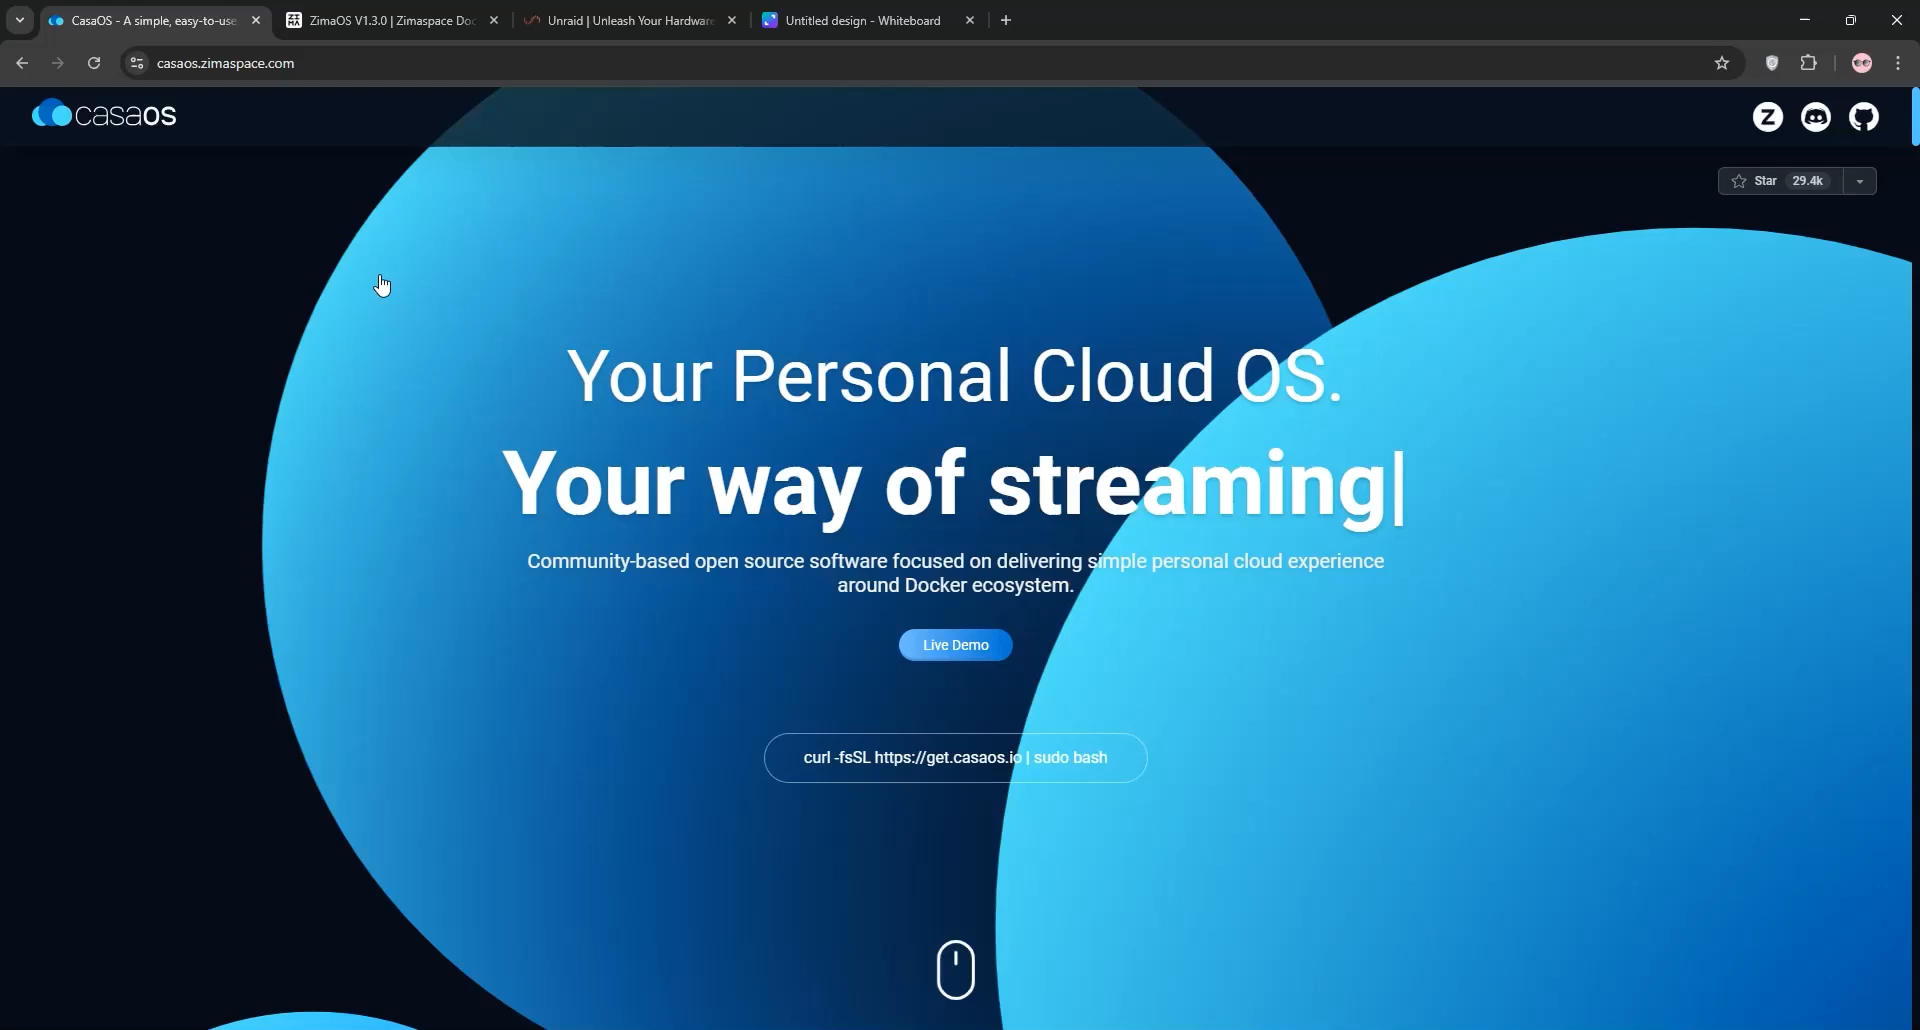 CasaOS - A simple, easy-to-use
ZimaOS V1.3.0 | Zimaspace Doc
Unraid | Unleash Your Hardware
Untitled design - Whiteboard
casaos.zimaspace.com
casaOS
Z
Star 29.4k
Your Personal Cloud OS.
Your way of streaming|
Community-based open source software focused on delivering simple personal cloud experience
around Docker ecosystem.
Live Demo
curl -fsSL https://get.casaos.io | sudo bash